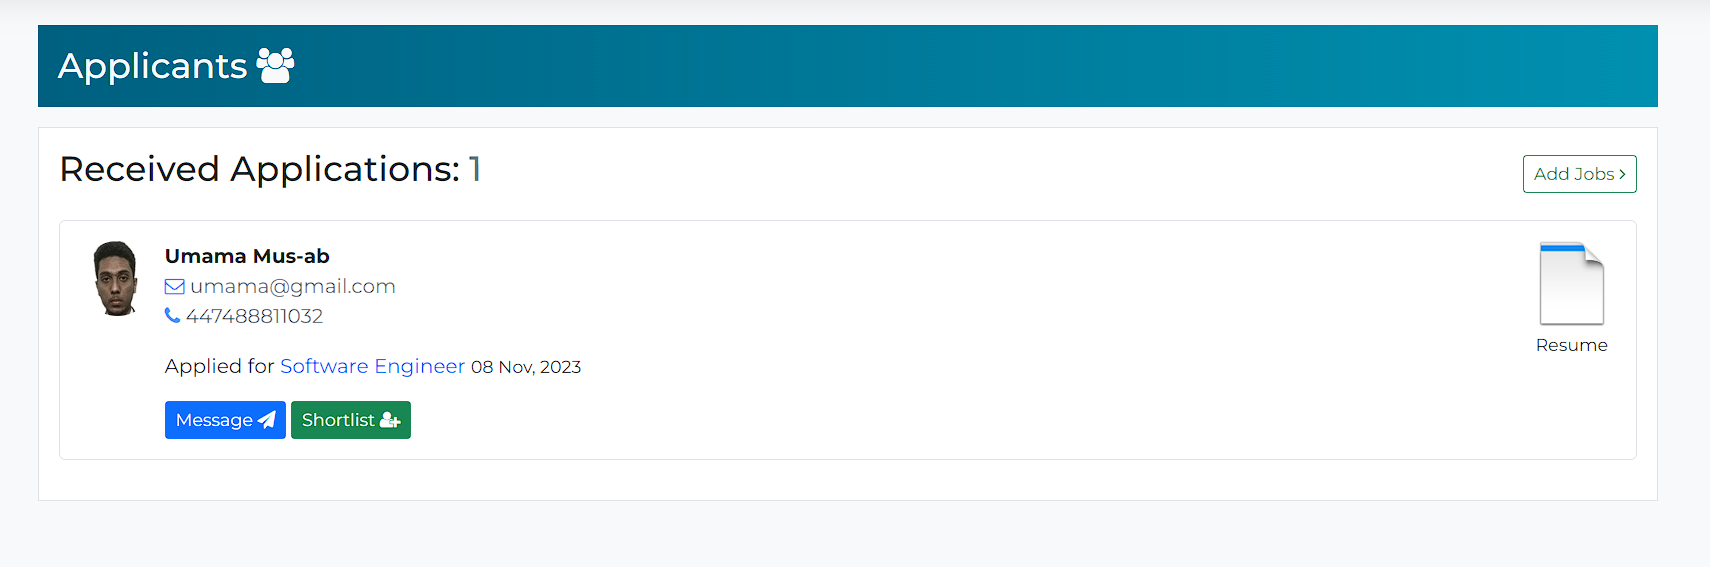 Applicants
Received Applications: 1
Add Jobs
Umama Mus-ab
umama@gmail.com
447488811032
Applied for Software Engineer 08 Nov, 2023
Message
Shortlist
Resume